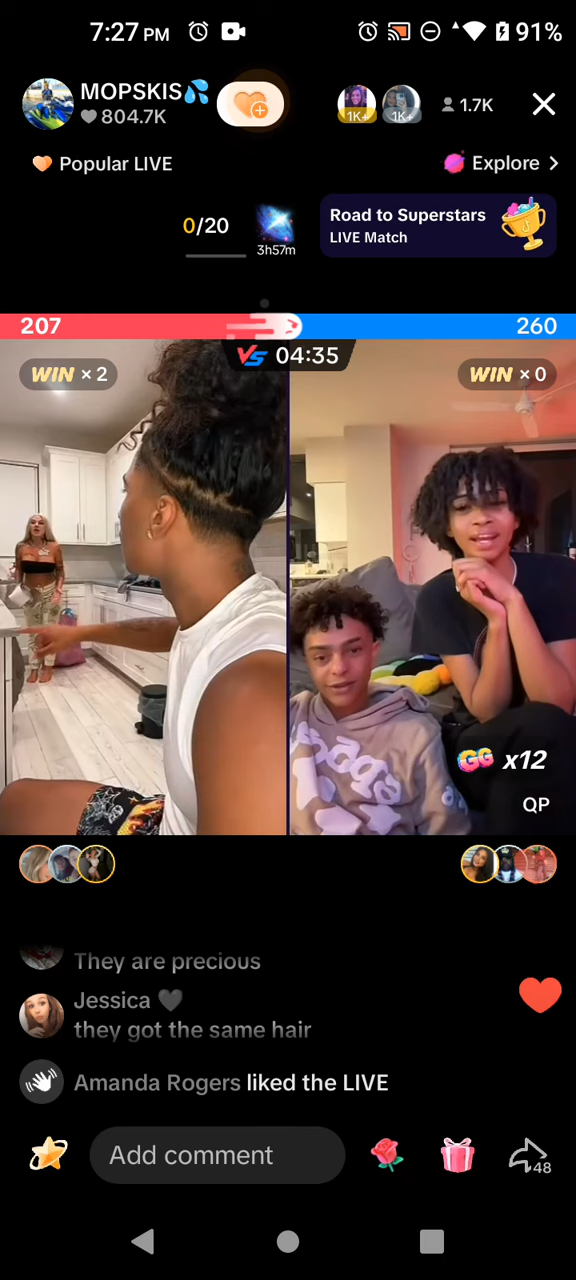 7:27 PM
91%
MOPSKIS💦
804.7K
1K+
1K+
1.7K
Popular LIVE
Explore >
0/20
3h57m
Road to Superstars
LIVE Match
207
260
VS 04:35
WIN × 2
WIN × 0
GG x12
QP
They are precious
Jessica 🖤
they got the same hair
Amanda Rogers liked the LIVE
Add comment
48